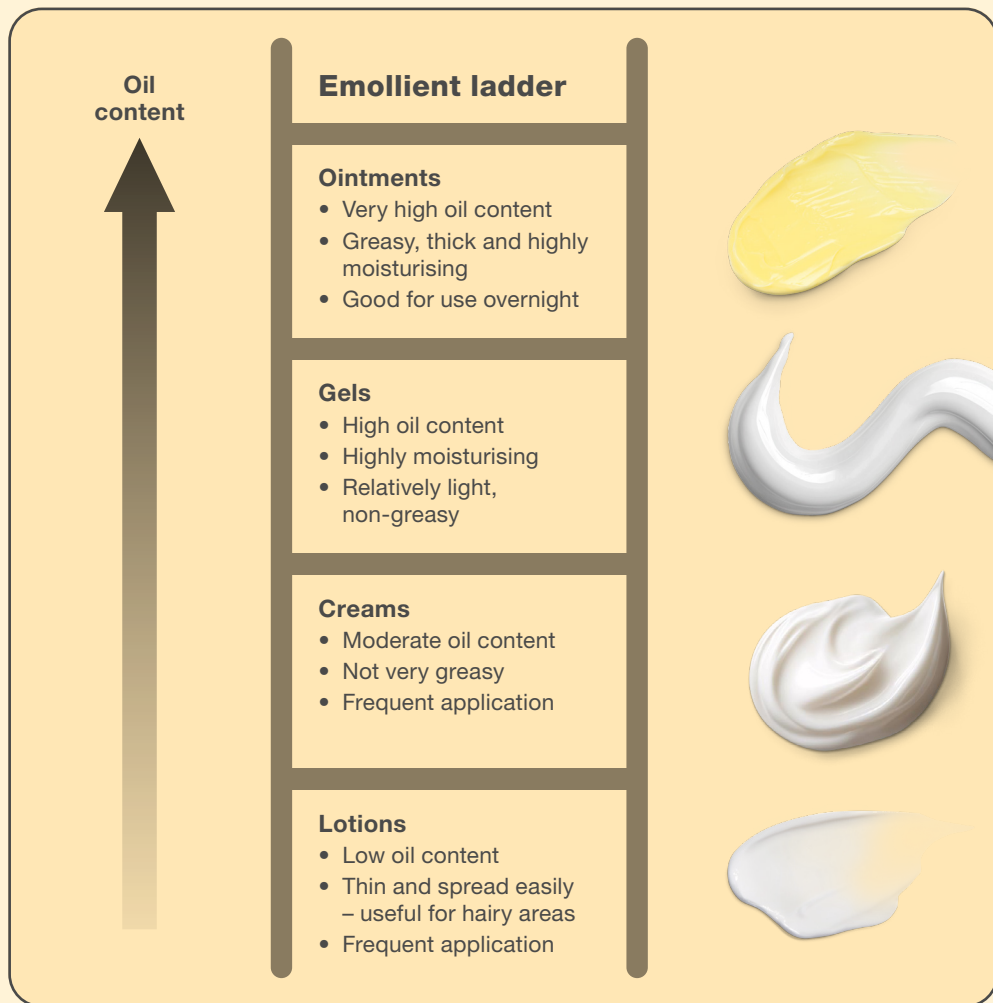 Oil
content
Emollient ladder
Ointments
• Very high oil content
• Greasy, thick and highly
moisturising
• Good for use overnight
Gels
• High oil content
• Highly moisturising
• Relatively light,
non-greasy
Creams
• Moderate oil content
• Not very greasy
• Frequent application
Lotions
• Low oil content
• Thin and spread easily
– useful for hairy areas
• Frequent application